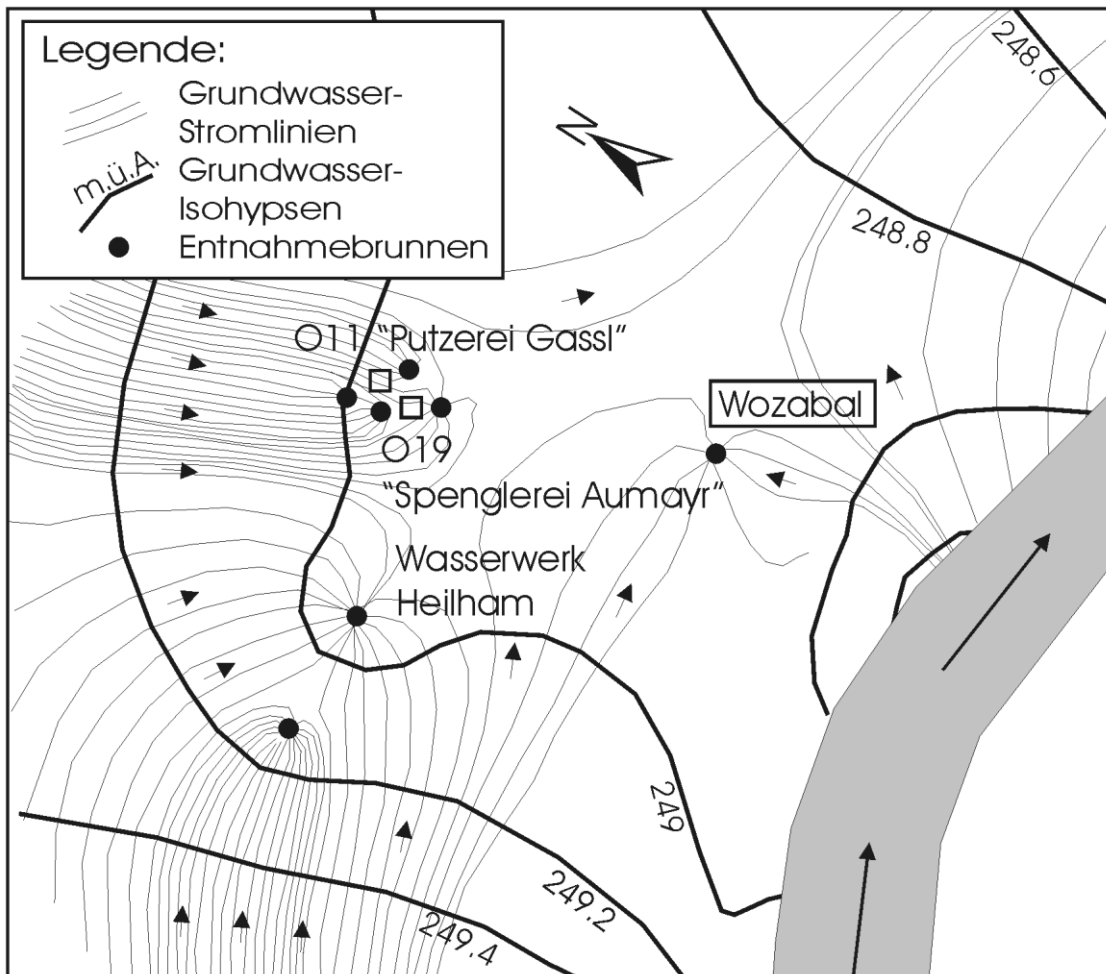 Legende:
Grundwasser-
Stromlinien
m.ü.A.
Grundwasser-
Isohypsen
Entnahmebrunnen
N
248.6
248.8
O11 "Putzerei Gassl"
Wozabal
O19
"Spenglerei Aumayr"
Wasserwerk
Heilham
249
249.2
249.4